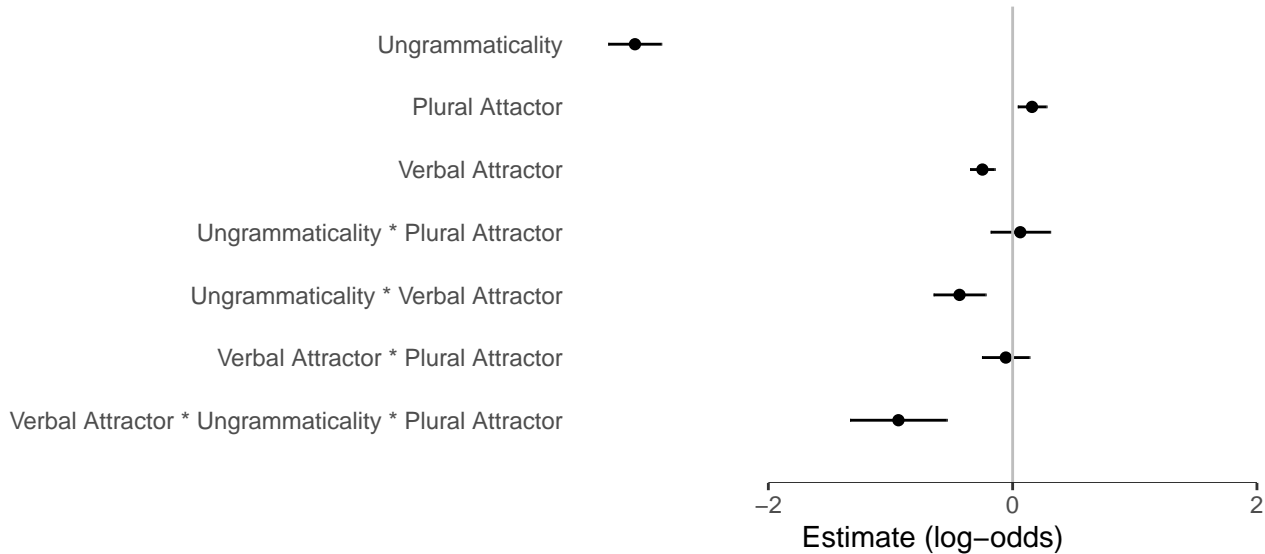 Ungrammaticality
Plural Attactor
Verbal Attractor
Ungrammaticality * Plural Attractor
Ungrammaticality * Verbal Attractor
Verbal Attractor * Plural Attractor
Verbal Attractor * Ungrammaticality * Plural Attractor
−2 0 2
Estimate (log−odds)